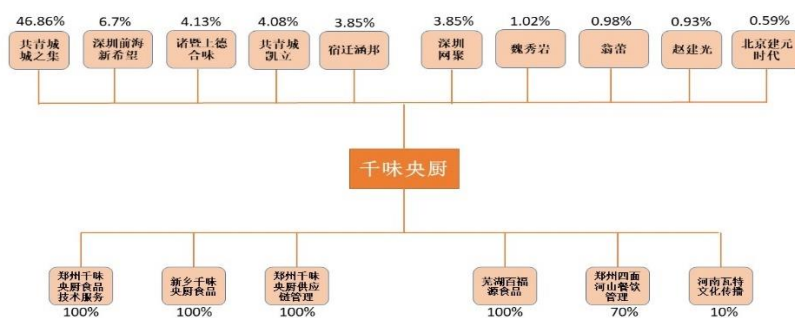 46.86% 6.7% 4.13% 4.08% 3.85% 3.85% 1.02% 0.98% 0.93% 0.59%
共青城
城之集
深圳前海
新希望
诸暨上德
合味
共青城
凯立
宿迁涵邦
深圳
网聚
魏秀岩
翁蕾
赵建光
北京建元
时代
千味央厨
郑州千味
央厨食品
技术服务
新乡千味
央厨食品
郑州千味
央厨供应
链管理
芜湖百福
源食品
郑州四面
河山餐饮
管理
河南瓦特
文化传播
100% 100% 100% 100% 70% 10%